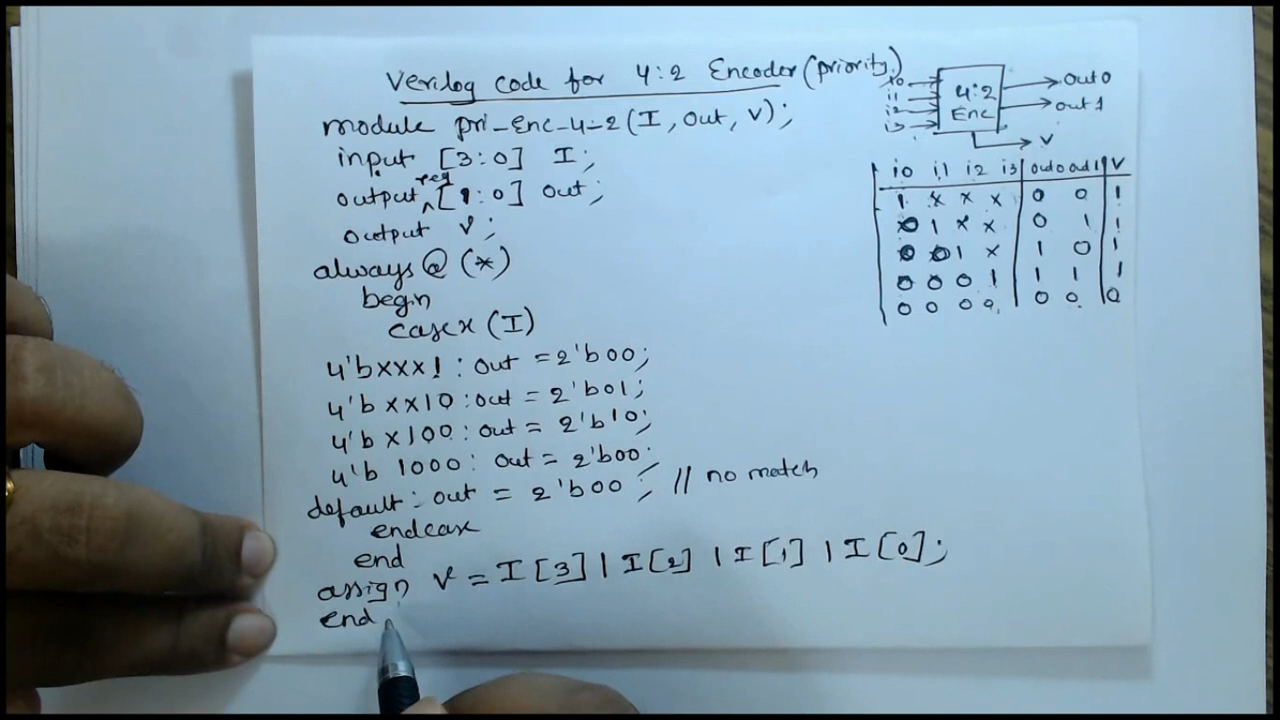 Verilog code for 4:2 Encoder (priority)
module pri-Enc-4-2 (I, Out, V);
input [3:0] I;
output reg [1:0] out;
output V;
always @ (*)
begin
casex (I)
4'bxxx1 : out = 2'b00;
4'bxx10 : out = 2'b01;
4'bx100 : out = 2'b10;
4'b1000 : out = 2'b00;
default : out = 2'b00; // no match
endcase
end
assign V = I[3] | I[2] | I[1] | I[0];
end
i0
i1
i2
i3
4:2
Enc
out0
out1
V
i0 i1 i2 i3 out0 out1 V
1 x x x 0 0 1
0 1 x x 0 1 1
0 0 1 x 1 0 1
0 0 0 1 1 1 1
0 0 0 0 0 0 0